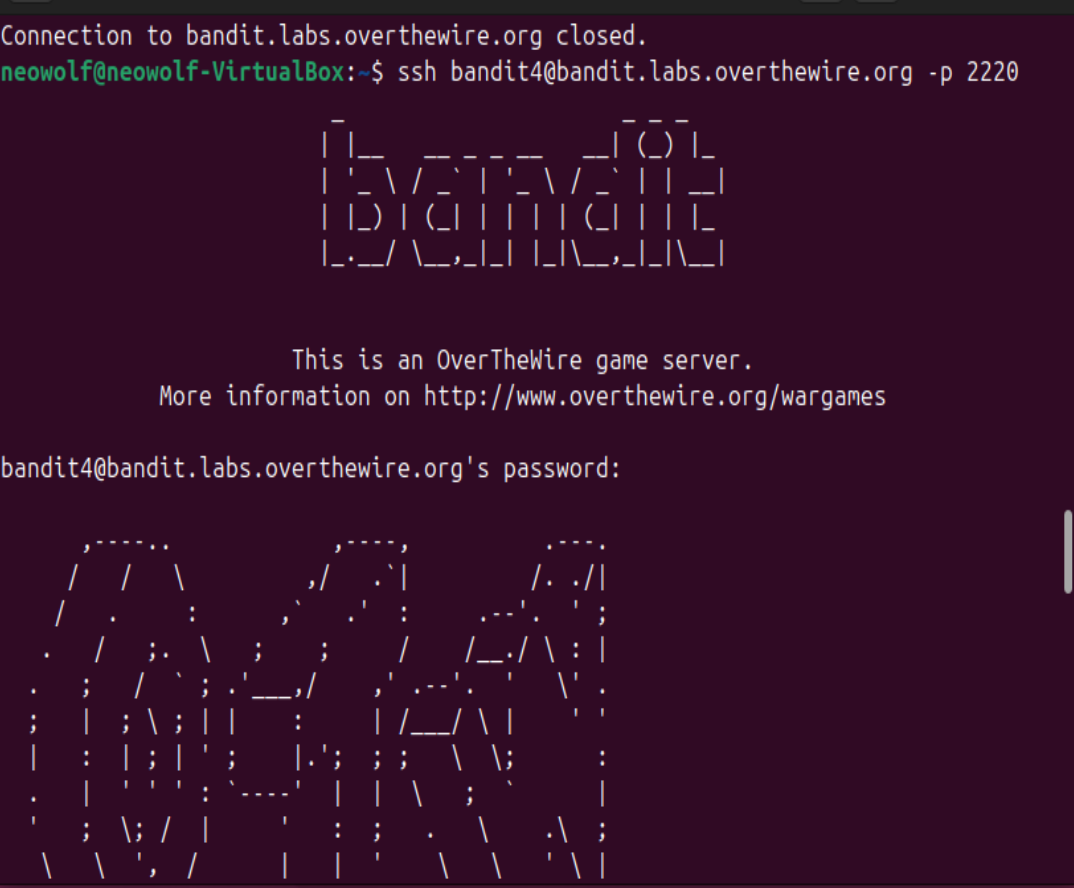 Connection to bandit.labs.overthewire.org closed.
neowolf@neowolf-VirtualBox:~$ ssh bandit4@bandit.labs.overthewire.org -p 2220
bandit
This is an OverTheWire game server.
More information on http://www.overthewire.org/wargames
bandit4@bandit.labs.overthewire.org's password: